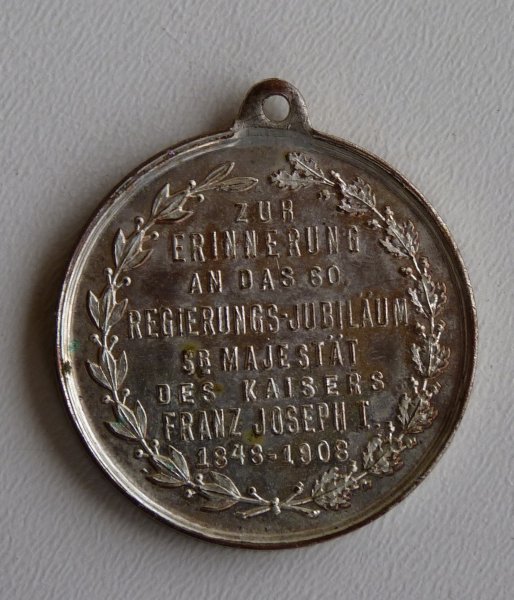 ZUR
ERINNERUNG
AN DAS 60.
REGIERUNGS-JUBILÄUM
SR. MAJESTÄT
DES KAISERS
FRANZ JOSEPH I.
1848-1908